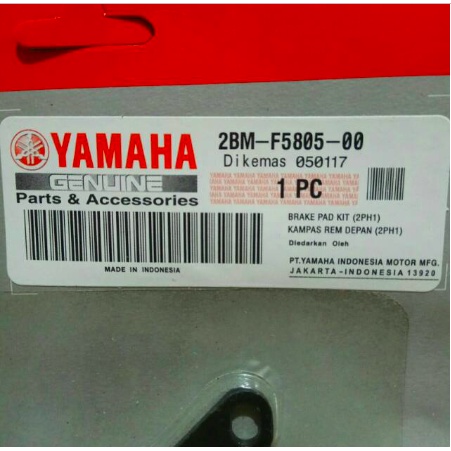 YAMAHA
GENUINE
Parts & Accessories
MADE IN INDONESIA
2BM-F5805-00
Dikemas 050117
1 PC
BRAKE PAD KIT (2PH1)
KAMPAS REM DEPAN (2PH1)
Diedarkan Oleh
PT.YAMAHA INDONESIA MOTOR MFG.
JAKARTA-INDONESIA 13920